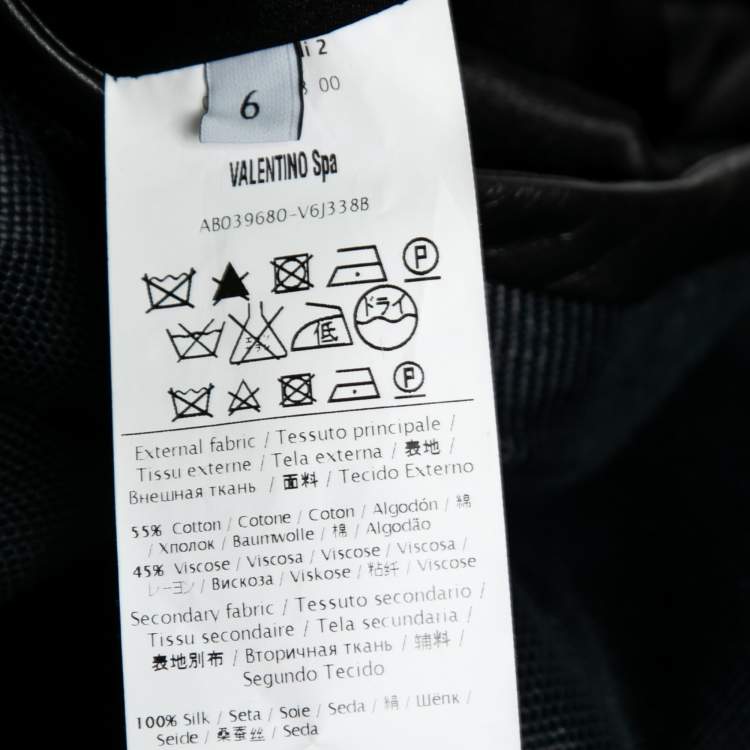 i 2
00
6
VALENTINO Spa
AB039680-V6J338B
P
ドライ
低
P
External fabric / Tessuto principale /
Tissu externe / Tela externa / 表地 /
Внешная ткань / 面料 / Tecido Externo
55% Cotton / Cotone / Coton / Algodón / 綿
/ Хлопок / Baumwolle / 棉 / Algodão
45% Viscose / Viscosa / Viscose / Viscosa /
レーヨン / Вискоза / Viskose / 粘纤 / Viscose
Secondary fabric / Tessuto secondario /
Tissu secondaire / Tela secundaria /
表地別布 / Вторичная ткань / 辅料 /
Segundo Tecido
100% Silk / Seta / Soie / Seda / 絹 / Шёлк /
Seide / 桑蚕丝 / Seda